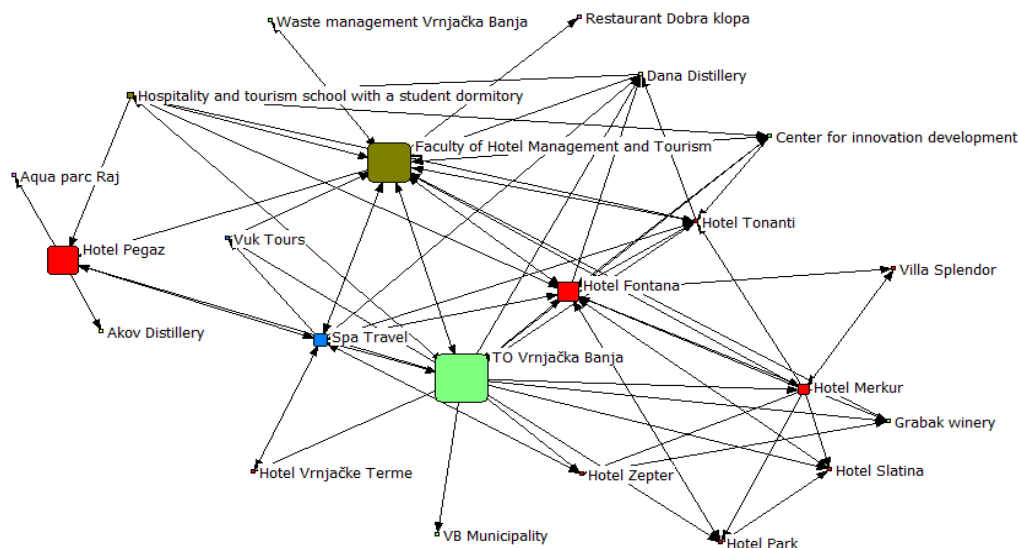 Waste management Vrnjačka Banja
Restaurant Dobra klopa
Dana Distillery
Hospitality and tourism school with a student dormitory
Center for innovation development
Faculty of Hotel Management and Tourism
Aqua parc Raj
Hotel Tonanti
Vuk Tours
Hotel Pegaz
Villa Splendor
Hotel Fontana
Akov Distillery
Spa Travel
TO Vrnjačka Banja
Hotel Merkur
Grabak winery
Hotel Vrnjačke Terme
Hotel Zepter
Hotel Slatina
VB Municipality
Hotel Park